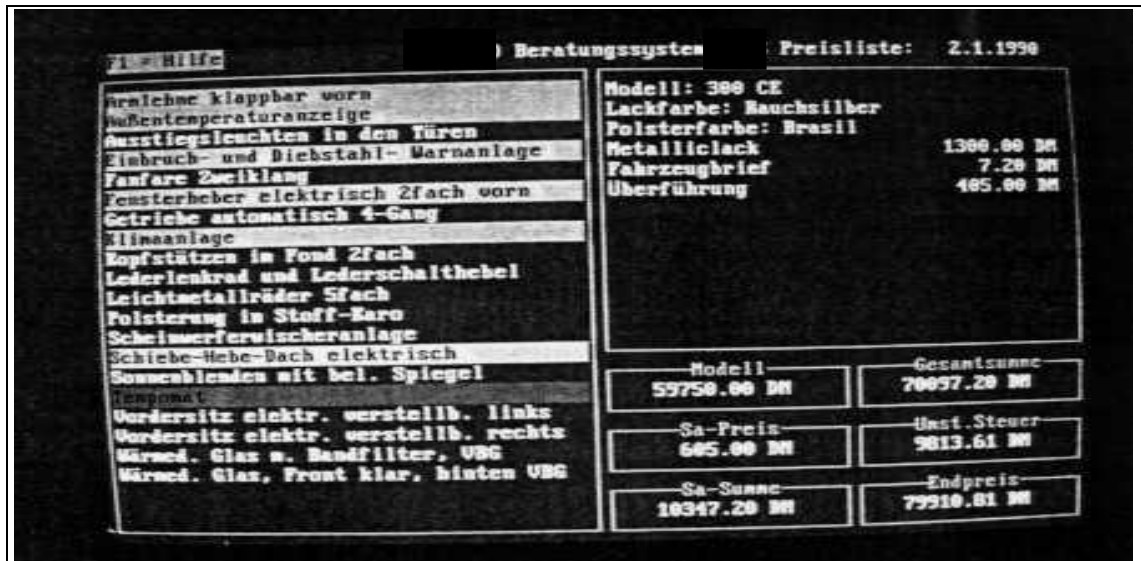 F1 = Hilfe
) Beratungssystem Preisliste: 2.1.1990
Armlehne klappbar vorn
Außentemperaturanzeige
Ausstiegsleuchten in den Türen
Einbruch- und Diebstahl- Warnanlage
Fanfare Zweiklang
Fensterheber elektrisch 2fach vorn
Getriebe automatisch 4-Gang
Klimaanlage
Kopfstützen im Fond 2fach
Lederlenkrad und Lederschalthebel
Leichtmetallräder 5fach
Polsterung in Stoff-Karo
Scheinwerferwischeranlage
Schiebe-Hebe-Dach elektrisch
Sonnenblenden mit bel. Spiegel
Tempomat
Vordersitz elektr. verstellb. links
Vordersitz elektr. verstellb. rechts
Wärmed. Glas m. Bandfilter, VBG
Wärmed. Glas, Front klar, hinten VBG
Modell: 300 CE
Lackfarbe: Rauchsilber
Polsterfarbe: Brasil
Metalliclack 1300.00 DM
Fahrzeugbrief 7.20 DM
Überführung 485.00 DM
Modell
59750.00 DM
Gesamtsumme
70097.20 DM
Sa-Preis
605.00 DM
Umst.Steuer
9813.61 DM
Sa-Summe
10347.20 DM
Endpreis
79910.81 DM